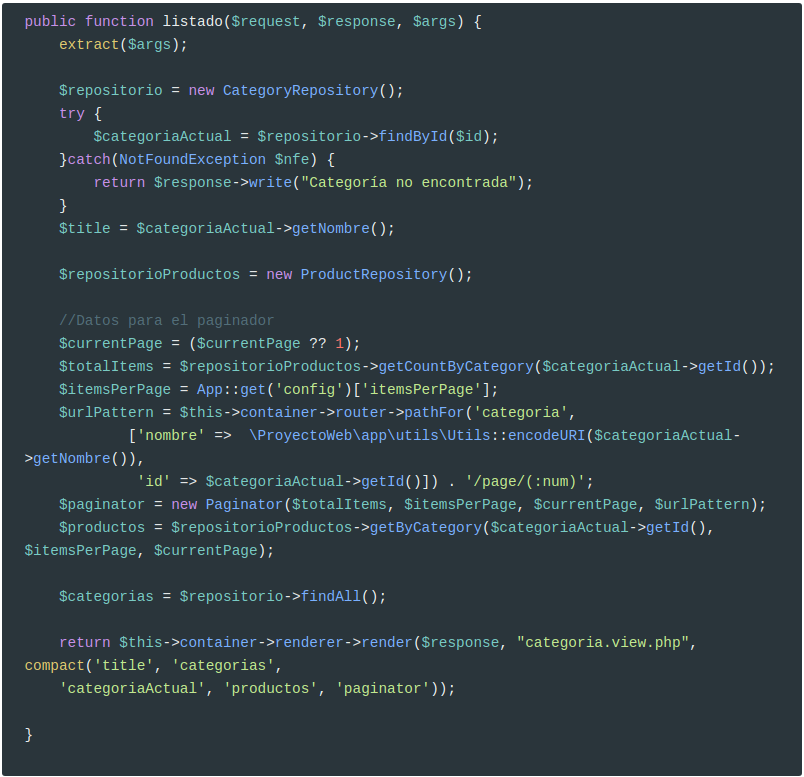 public function listado($request, $response, $args) {
    extract($args);

    $repositorio = new CategoryRepository();
    try {
        $categoriaActual = $repositorio->findById($id);
    }catch(NotFoundException $nfe) {
        return $response->write("Categoría no encontrada");
    }
    $title = $categoriaActual->getNombre();

    $repositorioProductos = new ProductRepository();

    //Datos para el paginador
    $currentPage = ($currentPage ?? 1);
    $totalItems = $repositorioProductos->getCountByCategory($categoriaActual->getId());
    $itemsPerPage = App::get('config')['itemsPerPage'];
    $urlPattern = $this->container->router->pathFor('categoria',
            ['nombre' =>  \ProyectoWeb\app\utils\Utils::encodeURI($categoriaActual-
>getNombre()),
             'id' => $categoriaActual->getId()]) . '/page/(:num)';
    $paginator = new Paginator($totalItems, $itemsPerPage, $currentPage, $urlPattern);
    $productos = $repositorioProductos->getByCategory($categoriaActual->getId(),
$itemsPerPage, $currentPage);

    $categorias = $repositorio->findAll();

    return $this->container->renderer->render($response, "categoria.view.php",
compact('title', 'categorias',
    'categoriaActual', 'productos', 'paginator'));

}